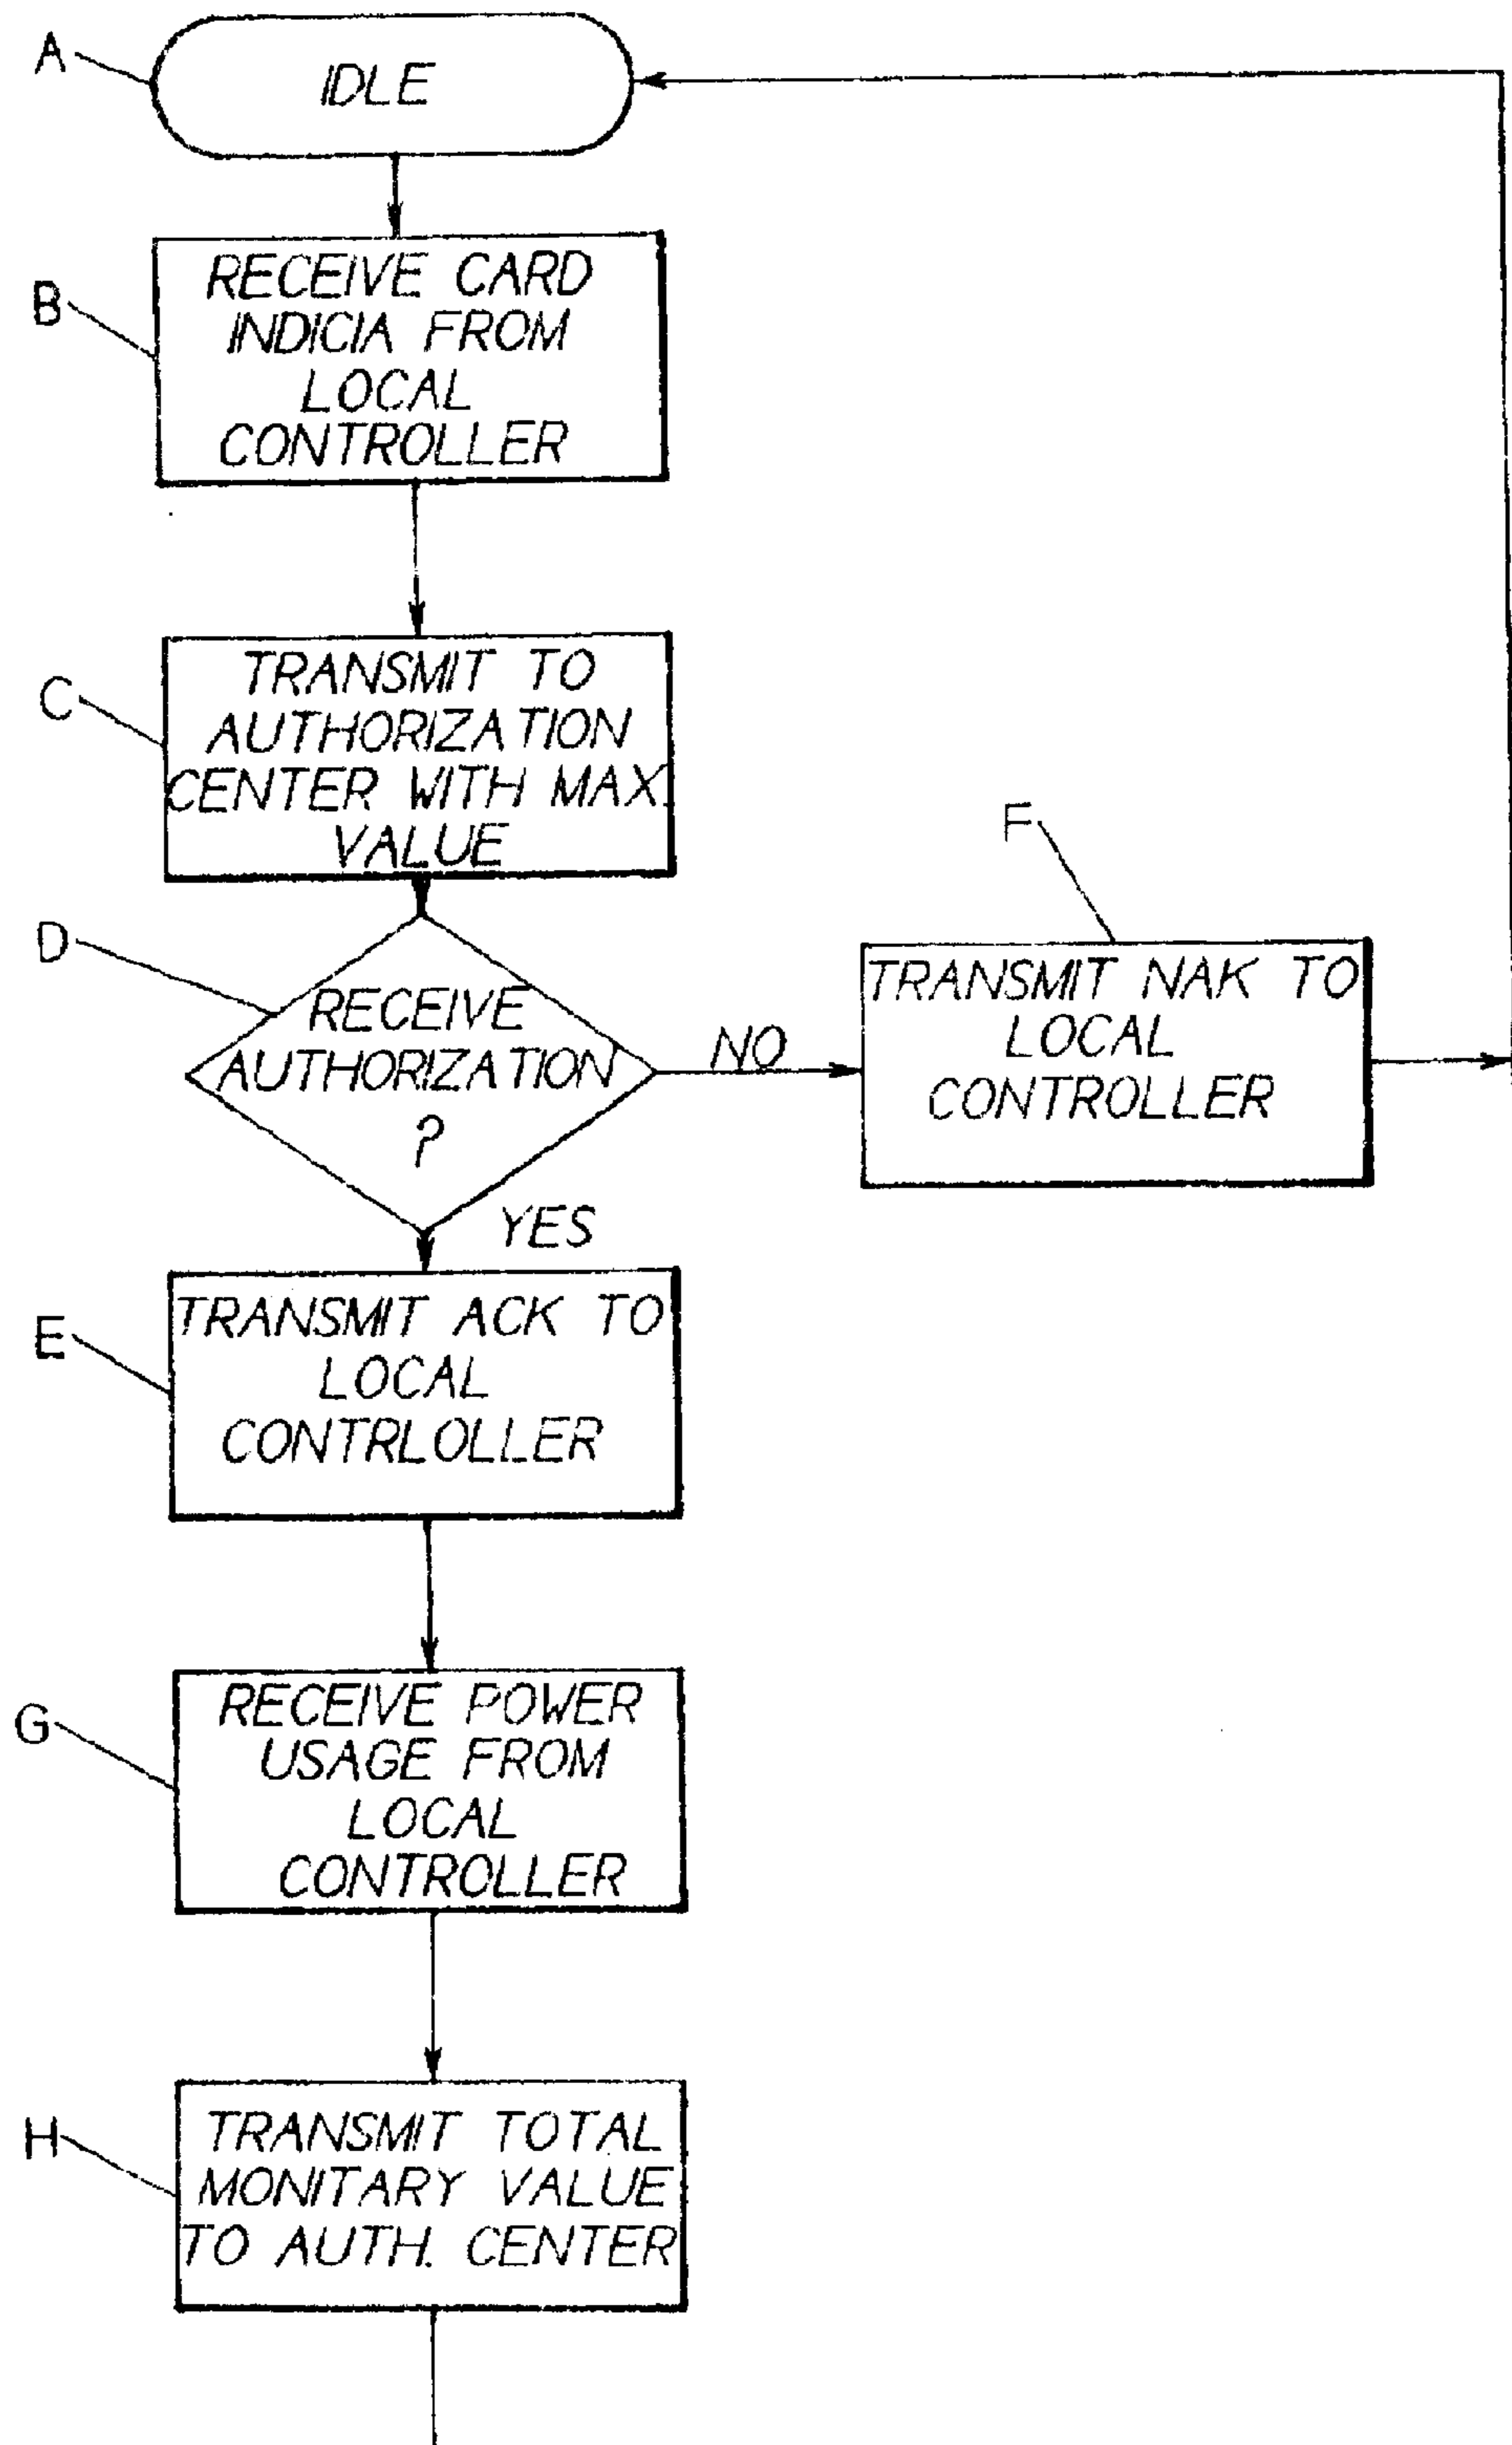 A
IDLE
B
RECEIVE CARD
INDICIA FROM
LOCAL
CONTROLLER
C
TRANSMIT TO
AUTHORIZATION
CENTER WITH MAX.
VALUE
D
RECEIVE
AUTHORIZATION
?
NO
F
TRANSMIT NAK TO
LOCAL
CONTROLLER
YES
E
TRANSMIT ACK TO
LOCAL
CONTRLOLLER
G
RECEIVE POWER
USAGE FROM
LOCAL
CONTROLLER
H
TRANSMIT TOTAL
MONITARY VALUE
TO AUTH. CENTER